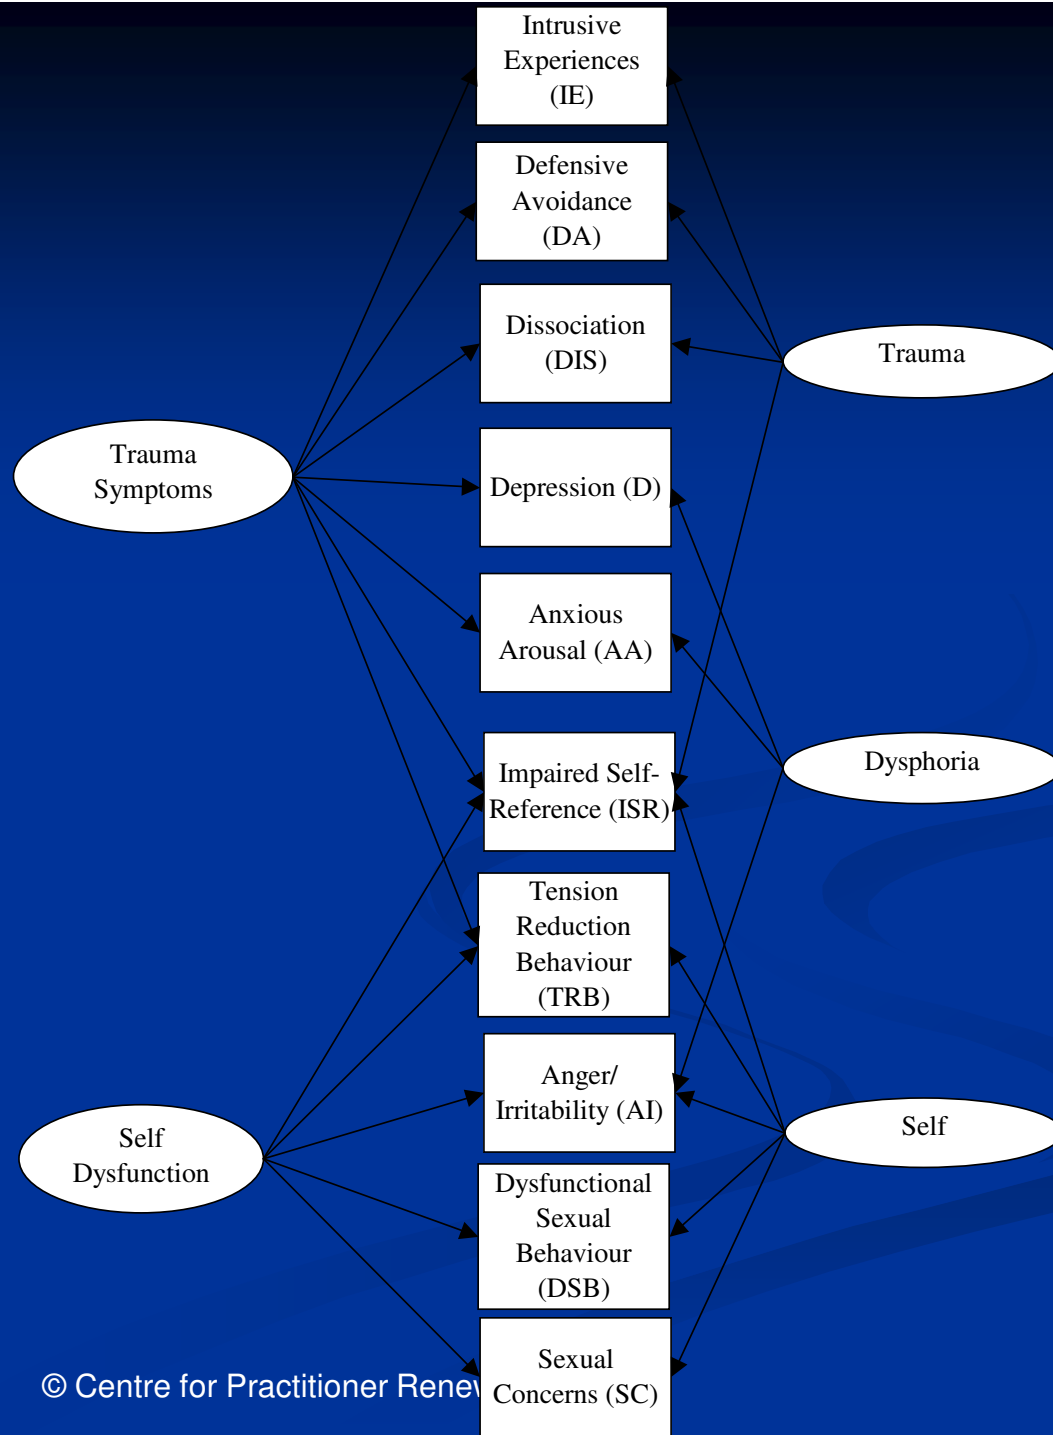 Intrusive
Experiences
(IE)
Defensive
Avoidance
(DA)
Dissociation
(DIS)
Trauma
Trauma
Symptoms
Depression (D)
Anxious
Arousal (AA)
Impaired Self-
Reference (ISR)
Dysphoria
Tension
Reduction
Behaviour
(TRB)
Anger/
Irritability (AI)
Self
Self
Dysfunction
Dysfunctional
Sexual
Behaviour
(DSB)
Sexual
Concerns (SC)
© Centre for Practitioner